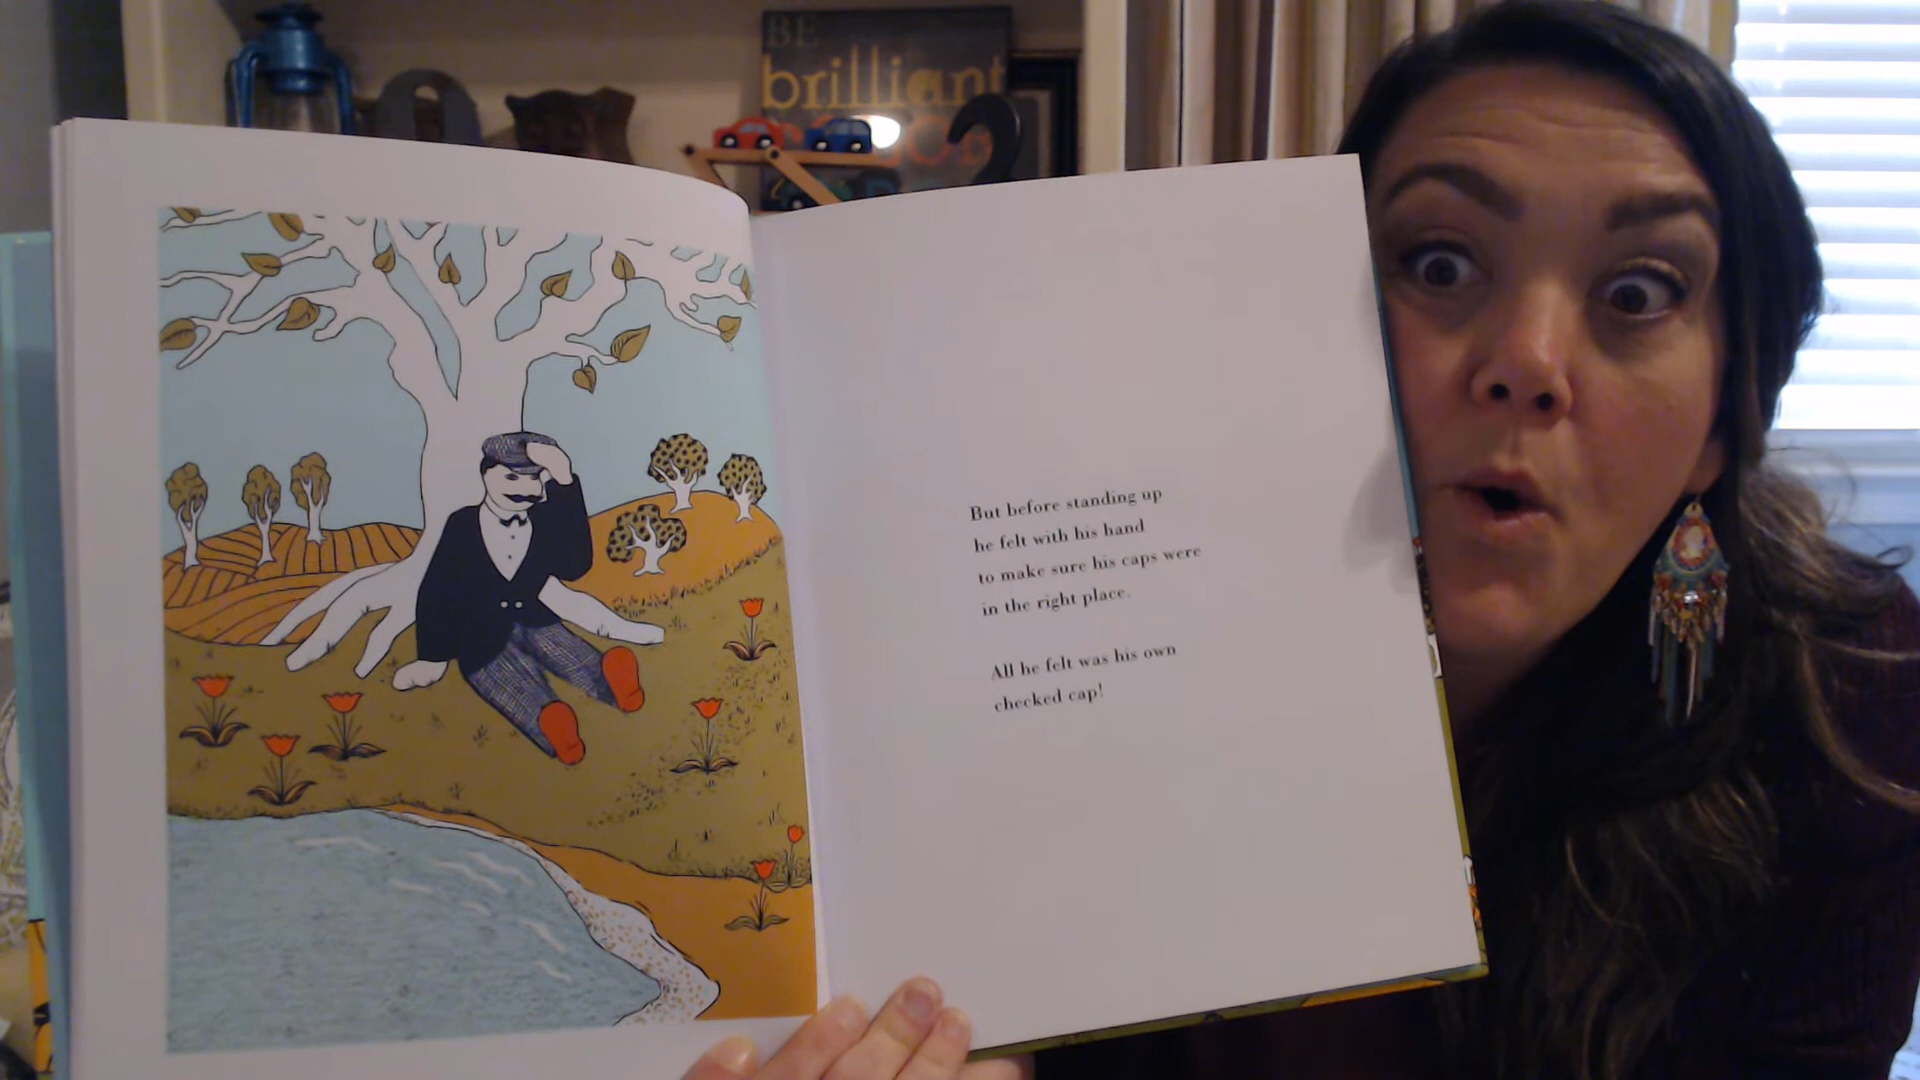 BE
brilliant
COLOR
But before standing up
he felt with his hand
to make sure his caps were
in the right place.
All he felt was his own
checked cap!